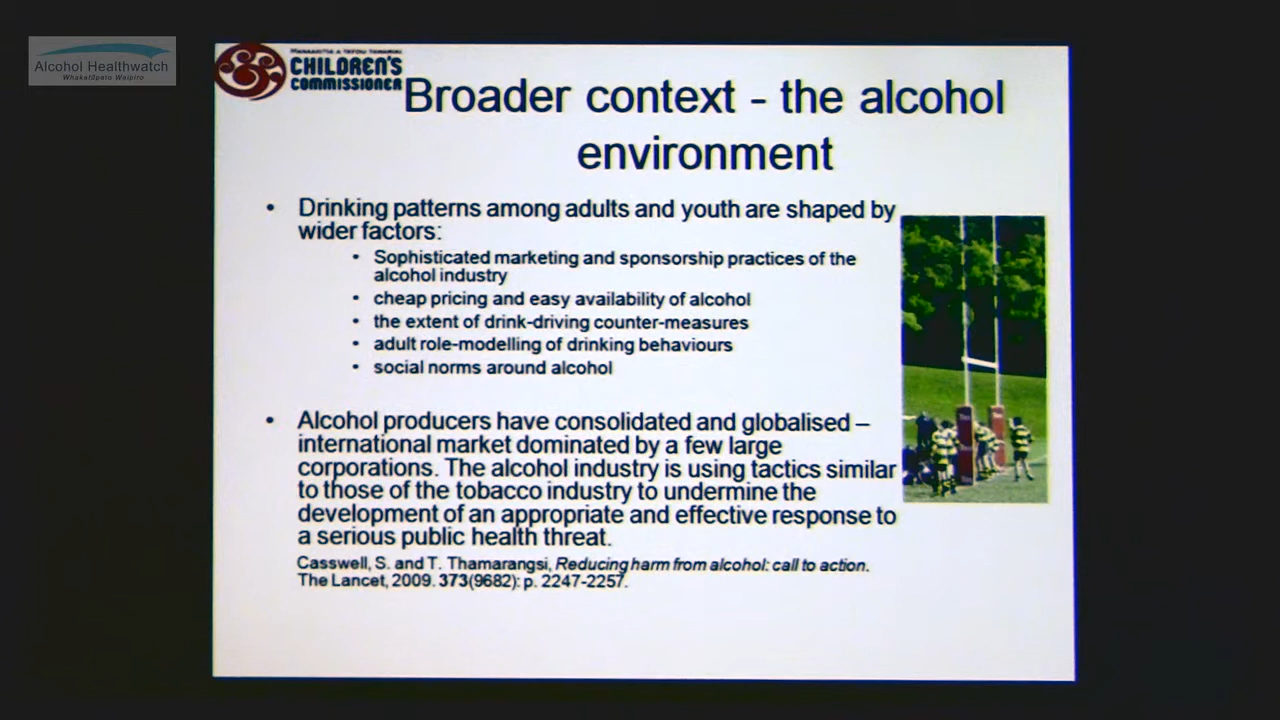 Alcohol Healthwatch
Whakatūpato Waipiro
CHILDREN'S
COMMISSIONER
Broader context - the alcohol
environment
• Drinking patterns among adults and youth are shaped by
wider factors:
• Sophisticated marketing and sponsorship practices of the
alcohol industry
• cheap pricing and easy availability of alcohol
• the extent of drink-driving counter-measures
• adult role-modelling of drinking behaviours
• social norms around alcohol
• Alcohol producers have consolidated and globalised –
international market dominated by a few large
corporations. The alcohol industry is using tactics similar
to those of the tobacco industry to undermine the
development of an appropriate and effective response to
a serious public health threat.
Casswell, S. and T. Thamarangsi, Reducing harm from alcohol: call to action.
The Lancet, 2009. 373(9682): p. 2247-2257.